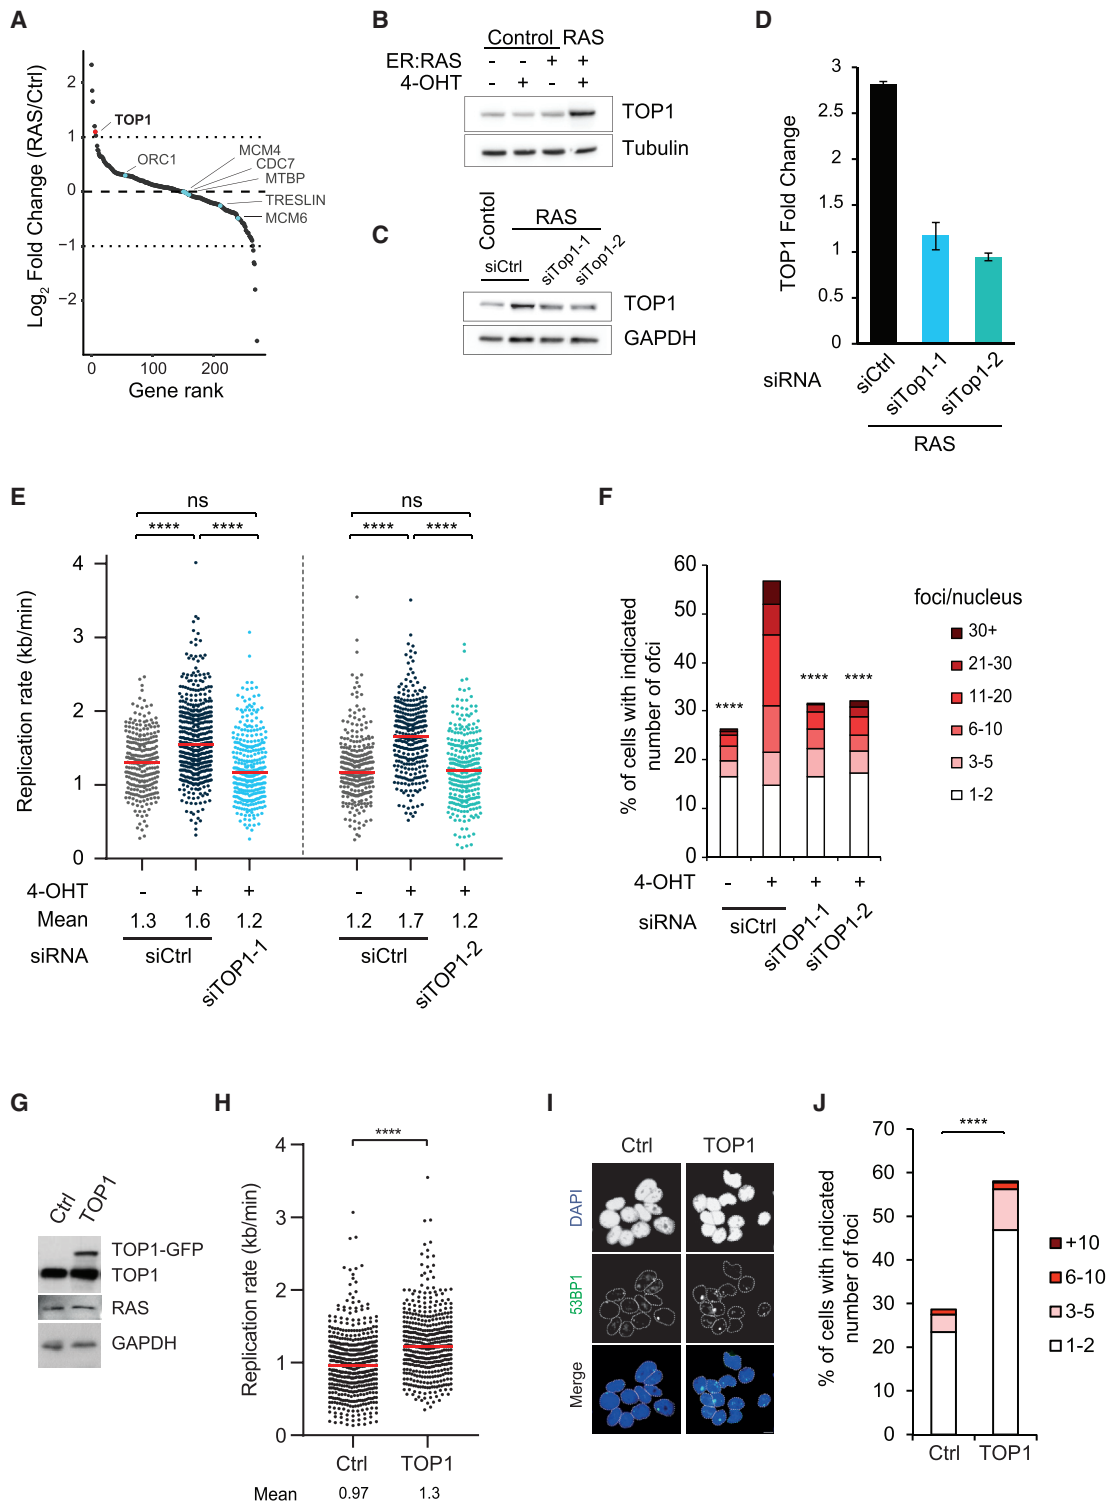 A
Log2 Fold Change (RAS/Ctrl)
2
1
0
−1
−2
TOP1
ORC1
MCM4
CDC7
MTBP
TRESLIN
MCM6
0 100 200
Gene rank
B
Control RAS
ER:RAS - - + +
4-OHT - + - +
TOP1
Tubulin
C
Contol
RAS
siCtrl
siTop1-1
siTop1-2
TOP1
GAPDH
D
TOP1 Fold Change
3
2.5
2
1.5
1
0.5
0
siRNA
siCtrl
siTop1-1
siTop1-2
RAS
E
ns
**** ****
ns
**** ****
Replication rate (kb/min)
4
3
2
1
0
4-OHT - + + - + +
Mean 1.3 1.6 1.2 1.2 1.7 1.2
siRNA siCtrl siTOP1-1 siCtrl siTOP1-2
F
% of cells with indicated
number of ofci
60
50
40
30
20
10
0
****
****
****
foci/nucleus
30+
21-30
11-20
6-10
3-5
1-2
4-OHT - + + +
siRNA siCtrl siTOP1-1 siTOP1-2
G
Ctrl
TOP1
TOP1-GFP
TOP1
RAS
GAPDH
H
****
Replication rate (kb/min)
4
3
2
1
0
Ctrl TOP1
Mean 0.97 1.3
I
Ctrl TOP1
DAPI
53BP1
Merge
J
****
% of cells with indicated
number of foci
70
60
50
40
30
20
10
0
Ctrl TOP1
+10
6-10
3-5
1-2